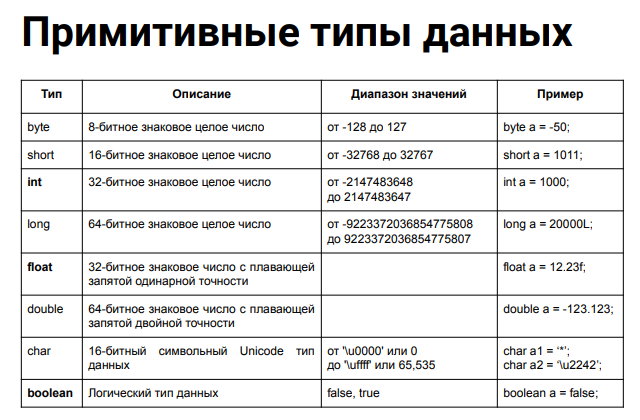 Примитивные типы данных
Тип Описание Диапазон значений Пример
byte 8-битное знаковое целое число от -128 до 127 byte a = -50;
short 16-битное знаковое целое число от -32768 до 32767 short a = 1011;
int 32-битное знаковое целое число от -2147483648 int a = 1000;
до 2147483647
long 64-битное знаковое целое число от -9223372036854775808 long a = 20000L;
до 9223372036854775807
float 32-битное знаковое число с плавающей float a = 12.23f;
запятой одинарной точности
double 64-битное знаковое число с плавающей double a = -123.123;
запятой двойной точности
char 16-битный символьный Unicode тип от '\u0000' или 0 char a1 = ‘*’;
данных до '\uffff' или 65,535 char a2 = ‘\u2242’;
boolean Логический тип данных false, true boolean a = false;